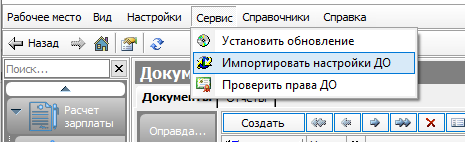 Рабочее место Вид Настройки Сервис Справочники Справка
Назад
Установить обновление
Импортировать настройки ДО
Проверить права ДО
Поиск...
Расчет
зарплаты
Докумен
Документы
Отчеты
Оправда...
Создать